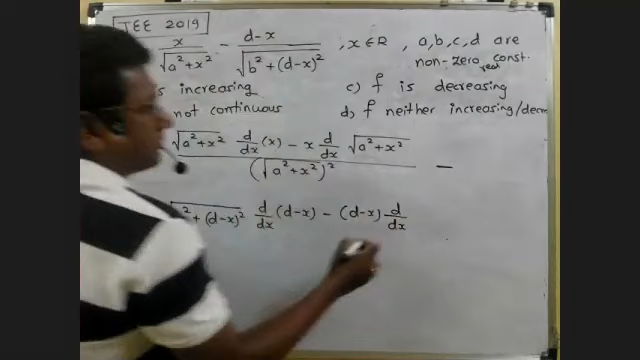 JEE 2019
x/√(a²+x²) − (d-x)/√(b²+(d-x)²) , x∈R , a,b,c,d are
non-zero real const.
s increasing c) f is decreasing
not continuous d) f neither increasing/decre
√(a²+x²) d/dx (x) − x d/dx √(a²+x²)
(√(a²+x²))² −
² + (d-x)² d/dx (d-x) − (d-x) d/dx